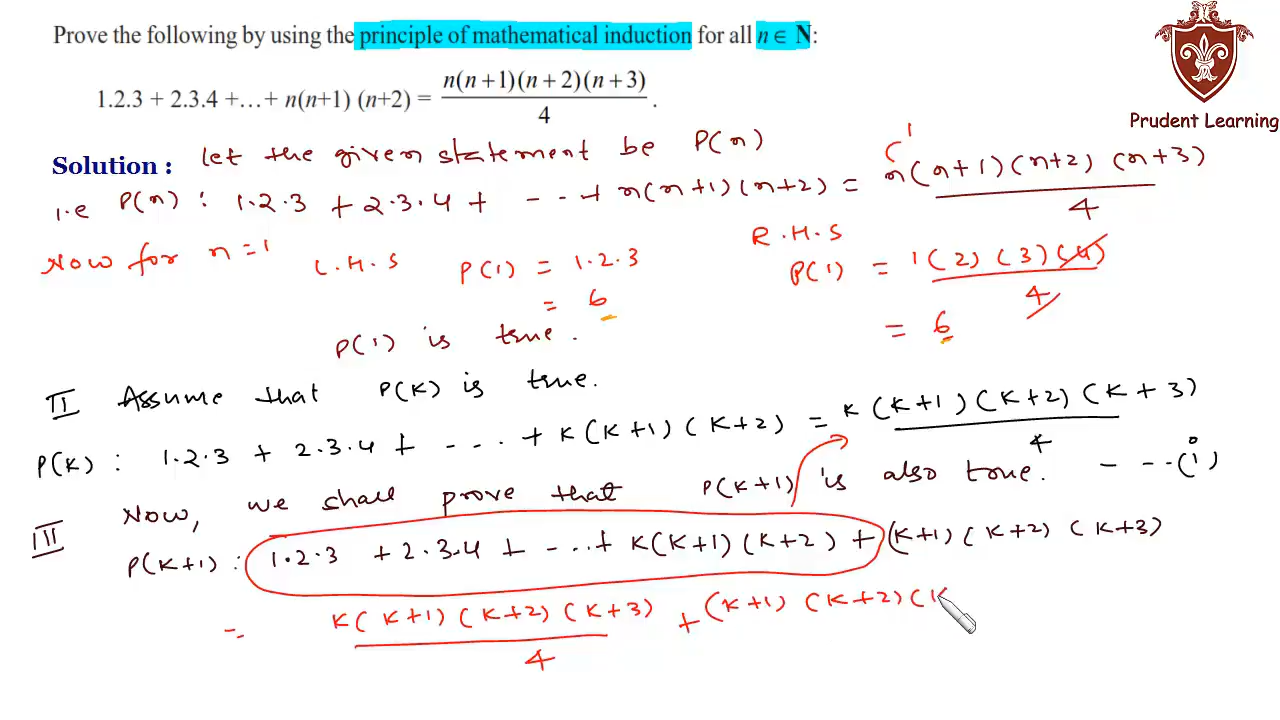 Prove the following by using the principle of mathematical induction for all n ∈ N:
1.2.3 + 2.3.4 +…+ n(n+1) (n+2) = n(n+1)(n+2)(n+3)/4.
Prudent Learning
Solution : let the given statement be P(n)
i.e P(n) : 1.2.3 + 2.3.4 + - - + n(n+1)(n+2) = n(n+1)(n+2)(n+3)/4
Now for n=1 L.H.S P(1) = 1.2.3
= 6
R.H.S
P(1) = 1(2)(3)(4)/4
= 6
P(1) is true.
II Assume that P(K) is true.
P(K) : 1.2.3 + 2.3.4 + - ... + K(K+1)(K+2) = K(K+1)(K+2)(K+3)/4 - - - (i)
III Now, we shall prove that P(K+1) is also true.
P(K+1) : 1.2.3 + 2.3.4 + - ... + K(K+1)(K+2) + (K+1)(K+2)(K+3)
= K(K+1)(K+2)(K+3)/4 + (K+1)(K+2)(K